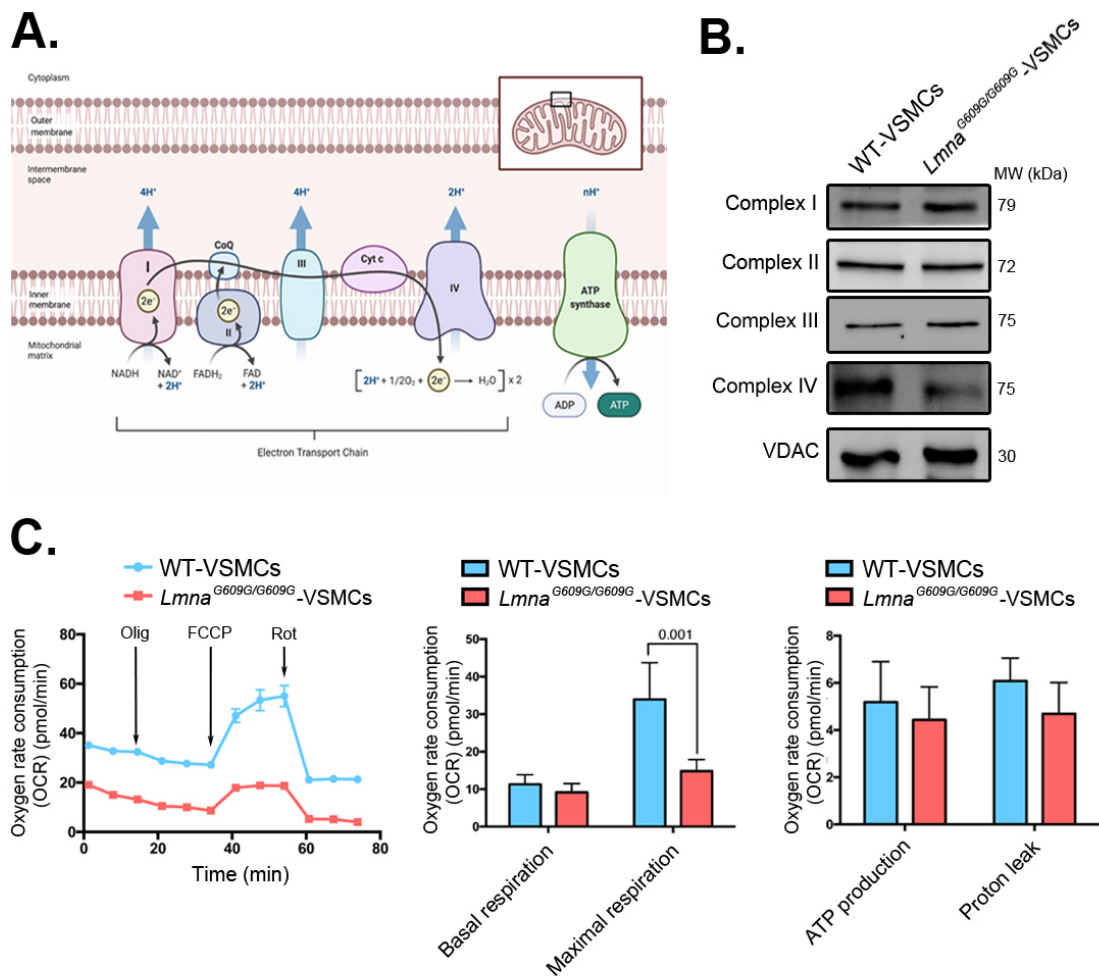 A.
Cytoplasm
Outer
membrane
Intermembrane
space
4H⁺
4H⁺
2H⁺
nH⁺
CoQ
I
III
Cyt c
IV
ATP
synthase
Inner
membrane
2e⁻
2e⁻
II
Mitochondrial
matrix
NADH
NAD⁺
+ 2H⁺
FADH₂
FAD
+ 2H⁺
[ 2H⁺ + 1/2O₂ + 2e⁻ → H₂O ] x 2
ADP
ATP
Electron Transport Chain
B.
WT-VSMCs
Lmna G609G/G609G -VSMCs
MW (kDa)
Complex I
79
Complex II
72
Complex III
75
Complex IV
75
VDAC
30
C.
WT-VSMCs
Lmna G609G/G609G -VSMCs
Oxygen rate consumption
(OCR) (pmol/min)
80
60
40
20
0
Olig
FCCP
Rot
0
20
40
60
80
Time (min)
WT-VSMCs
Lmna G609G/G609G -VSMCs
Oxygen rate consumption
(OCR) (pmol/min)
50
40
30
20
10
0
0.001
Basal respiration
Maximal respiration
WT-VSMCs
Lmna G609G/G609G -VSMCs
Oxygen rate consumption
(OCR) (pmol/min)
8
6
4
2
0
ATP production
Proton leak